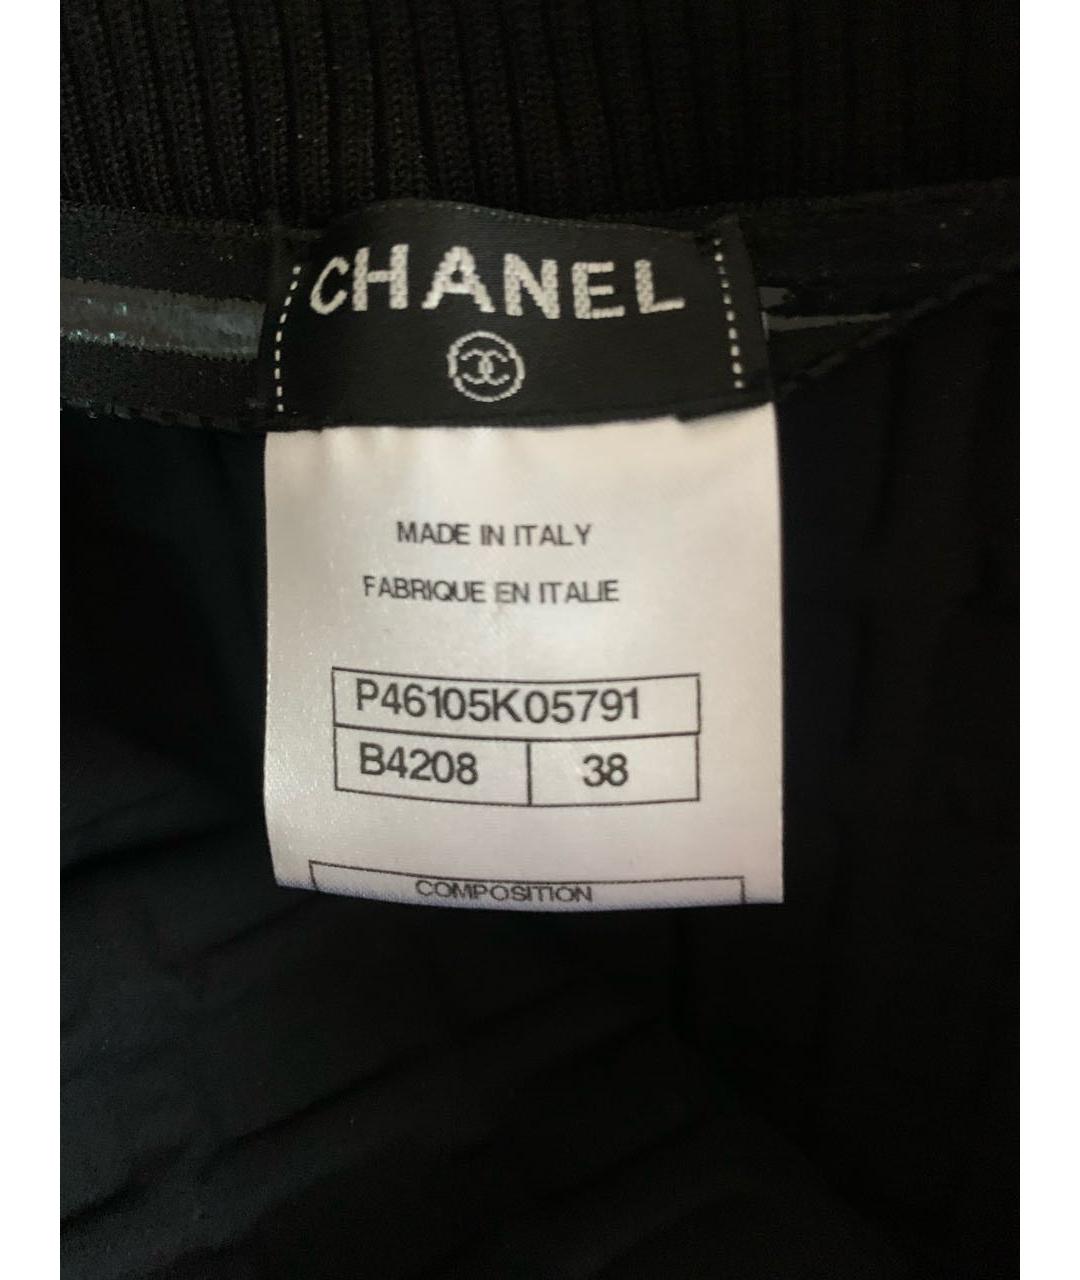 CHANEL
MADE IN ITALY
FABRIQUE EN ITALIE
P46105K05791
B4208 38
COMPOSITION